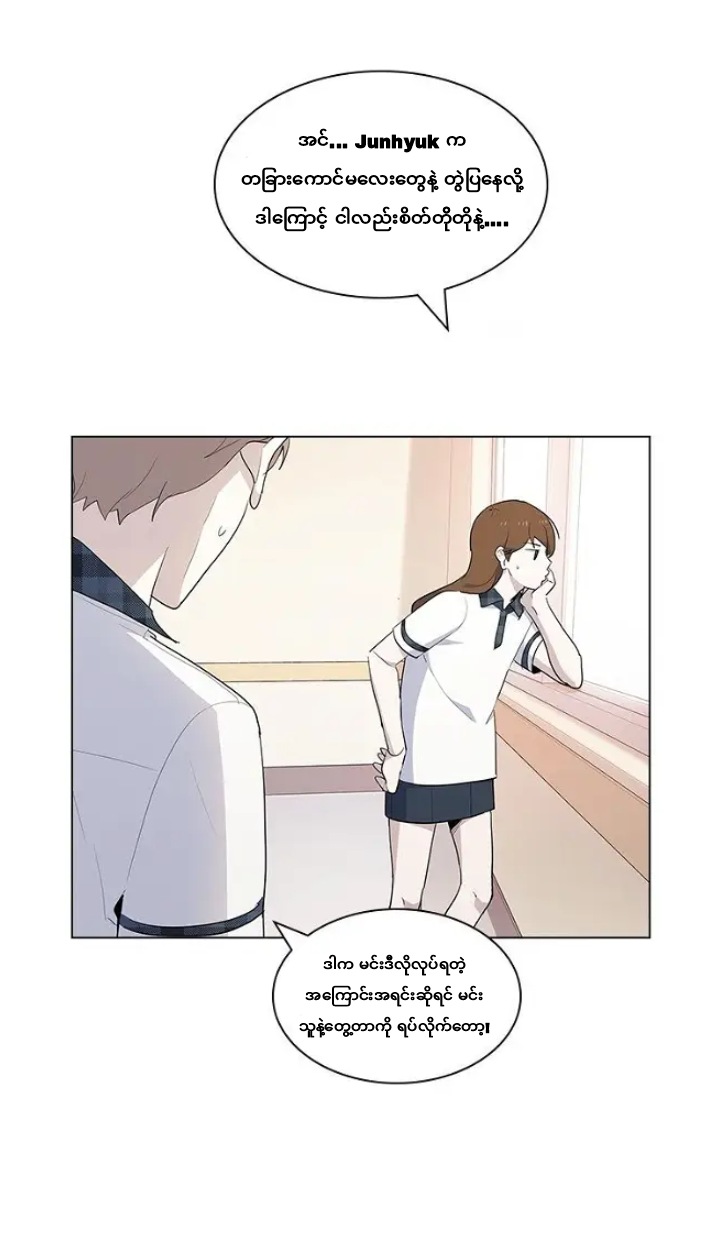 အင်... Junhyuk က
တခြားကောင်မလေးတွေနဲ့ တွဲပြနေလို့
ဒါကြောင့် ငါလည်းစိတ်တိုတိုနဲ့....
ဒါက မင်းဒီလိုလုပ်ရတဲ့
အကြောင်းအရင်းဆိုရင် မင်း
သူနဲ့တွေ့တာကို ရပ်လိုက်တော့။